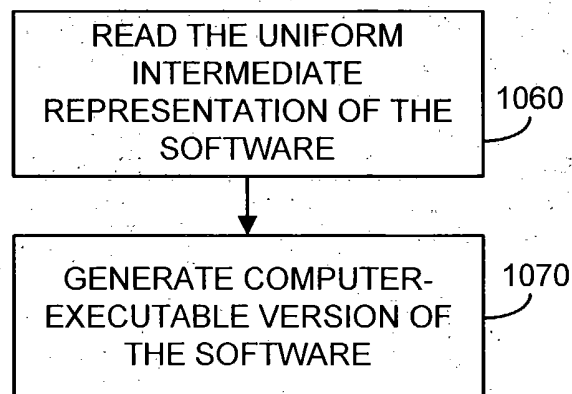 READ THE UNIFORM
INTERMEDIATE
REPRESENTATION OF THE
SOFTWARE
1060
GENERATE COMPUTER-
EXECUTABLE VERSION OF
THE SOFTWARE
1070